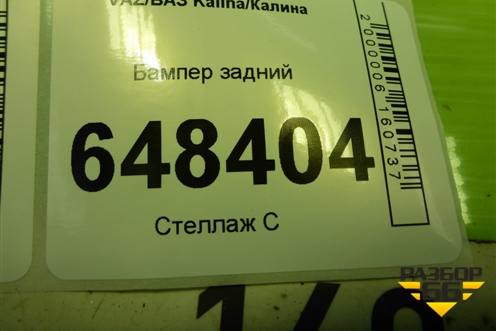 VAZ/ВАЗ Kalina/Калина
Бампер задний
648404
Стеллаж С
2000006160737
РАЗБОР
66